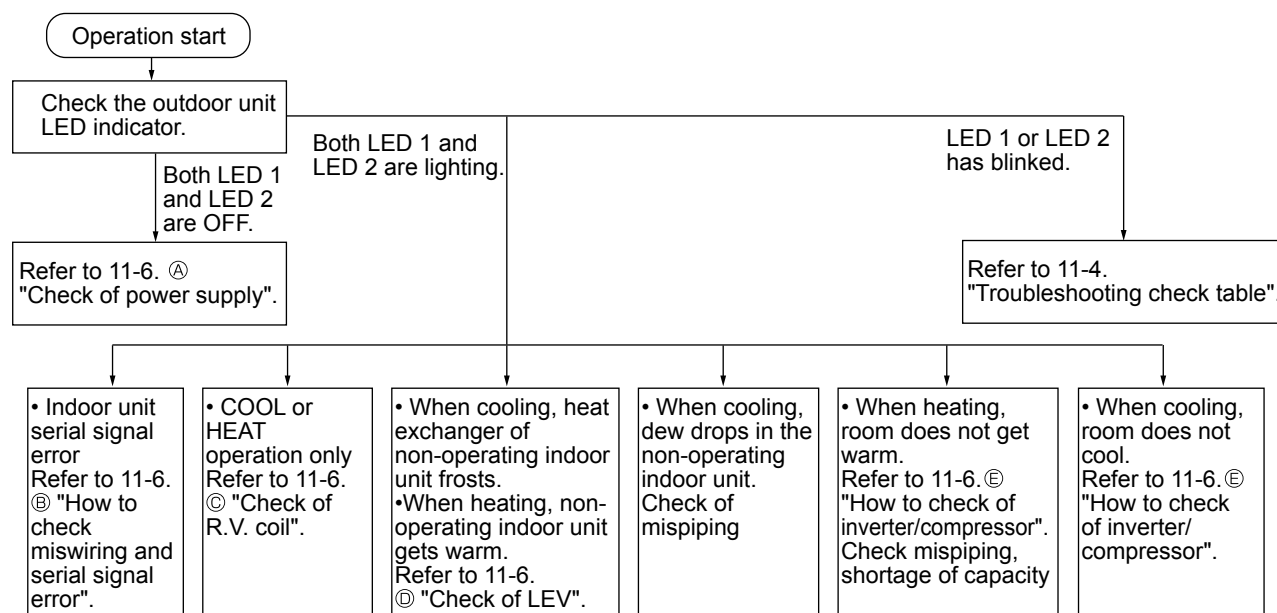 Operation start
Check the outdoor unit
LED indicator.
Both LED 1
and LED 2
are OFF.
Both LED 1 and
LED 2 are lighting.
LED 1 or LED 2
has blinked.
Refer to 11-6. Ⓐ
"Check of power supply".
Refer to 11-4.
"Troubleshooting check table".
• Indoor unit
serial signal
error
Refer to 11-6.
Ⓑ "How to
check
miswiring and
serial signal
error".
• COOL or
HEAT
operation only
Refer to 11-6.
Ⓒ "Check of
R.V. coil".
• When cooling, heat
exchanger of
non-operating indoor
unit frosts.
•When heating, non-
operating indoor unit
gets warm.
Refer to 11-6.
Ⓓ "Check of LEV".
• When cooling,
dew drops in the
non-operating
indoor unit.
Check of
mispiping
• When heating,
room does not get
warm.
Refer to 11-6.Ⓔ
"How to check of
inverter/compressor".
Check mispiping,
shortage of capacity
• When cooling,
room does not
cool.
Refer to 11-6.Ⓔ
"How to check
of inverter/
compressor".